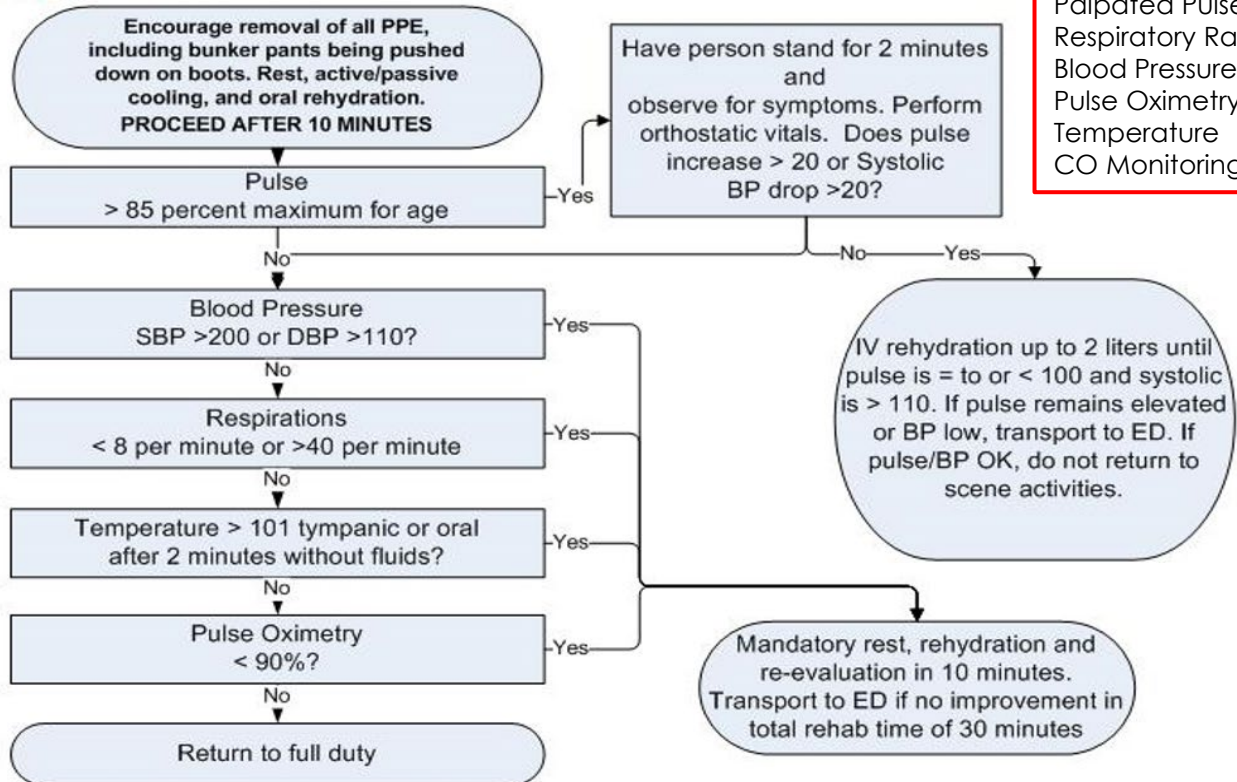 Encourage removal of all PPE,
including bunker pants being pushed
down on boots. Rest, active/passive
cooling, and oral rehydration.
PROCEED AFTER 10 MINUTES
Pulse
> 85 percent maximum for age
Yes
Have person stand for 2 minutes
and
observe for symptoms. Perform
orthostatic vitals. Does pulse
increase > 20 or Systolic
BP drop >20?
Palpated Pulse
Respiratory Ra
Blood Pressure
Pulse Oximetry
Temperature
CO Monitoring
No
No
Yes
Blood Pressure
SBP >200 or DBP >110?
Yes
No
Respirations
< 8 per minute or >40 per minute
Yes
No
Temperature > 101 tympanic or oral
after 2 minutes without fluids?
Yes
No
Pulse Oximetry
< 90%?
Yes
No
Return to full duty
IV rehydration up to 2 liters until
pulse is = to or < 100 and systolic
is > 110. If pulse remains elevated
or BP low, transport to ED. If
pulse/BP OK, do not return to
scene activities.
Mandatory rest, rehydration and
re-evaluation in 10 minutes.
Transport to ED if no improvement in
total rehab time of 30 minutes